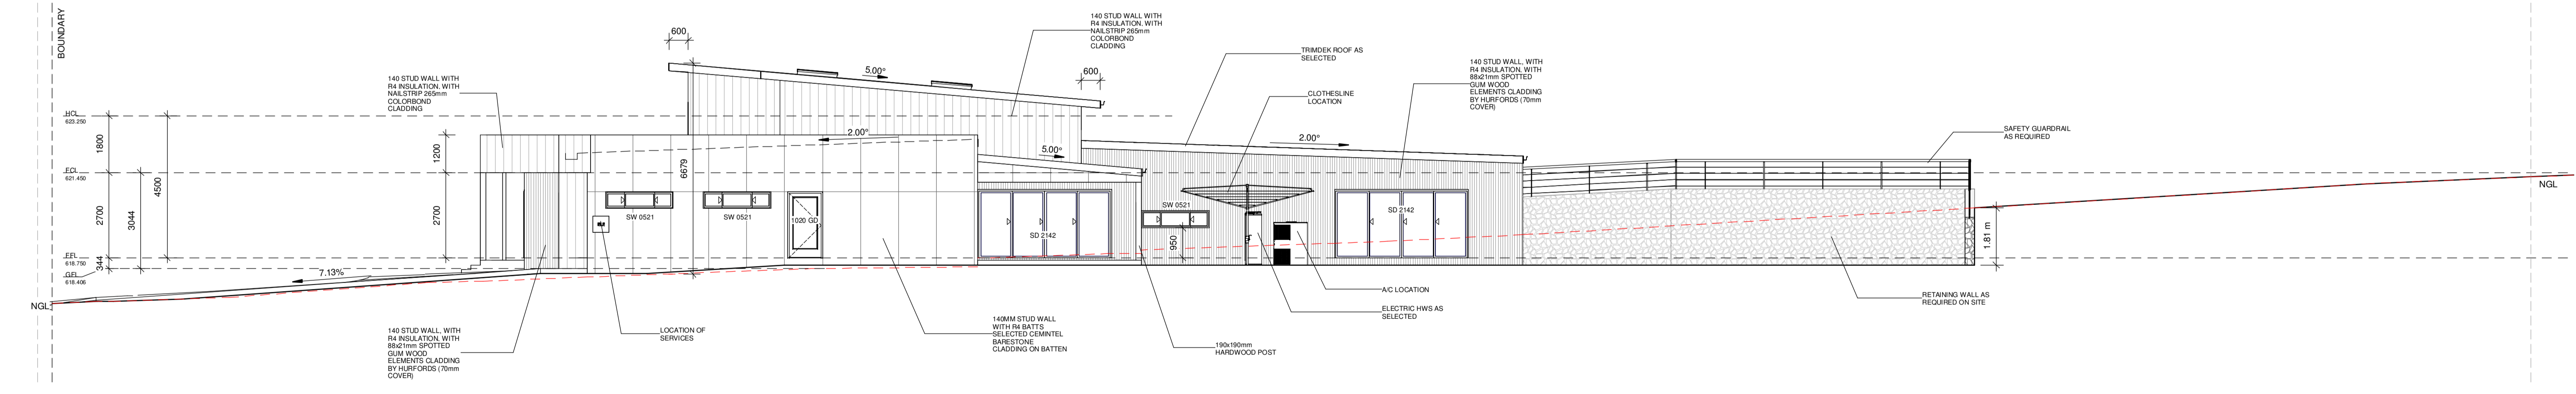 BOUNDARY
600
140 STUD WALL WITH
R4 INSULATION. WITH
NAILSTRIP 265mm
COLORBOND
CLADDING
TRIMDEK ROOF AS
SELECTED
140 STUD WALL, WITH
R4 INSULATION, WITH
88x21mm SPOTTED
GUM WOOD
ELEMENTS CLADDING
BY HURFORDS (70mm
COVER)
140 STUD WALL WITH
R4 INSULATION. WITH
NAILSTRIP 265mm
COLORBOND
CLADDING
5.00°
600
CLOTHESLINE
LOCATION
SAFETY GUARDRAIL
AS REQUIRED
HCL
623.250
1800
1200
2.00°
2.00°
5.00°
6679
FCL
621.450
4500
2700
3044
2700
NGL
SW 0521
SW 0521
1020 GD
SD 2142
SW 0521
950
SD 2142
1.81 m
FFL
618.750
344
GFL
618.406
7.13%
NGL
A/C LOCATION
ELECTRIC HWS AS
SELECTED
RETAINING WALL AS
REQUIRED ON SITE
140 STUD WALL, WITH
R4 INSULATION, WITH
88x21mm SPOTTED
GUM WOOD
ELEMENTS CLADDING
BY HURFORDS (70mm
COVER)
LOCATION OF
SERVICES
140MM STUD WALL
WITH R4 BATTS
SELECTED CEMINTEL
BARESTONE
CLADDING ON BATTEN
190x190mm
HARDWOOD POST